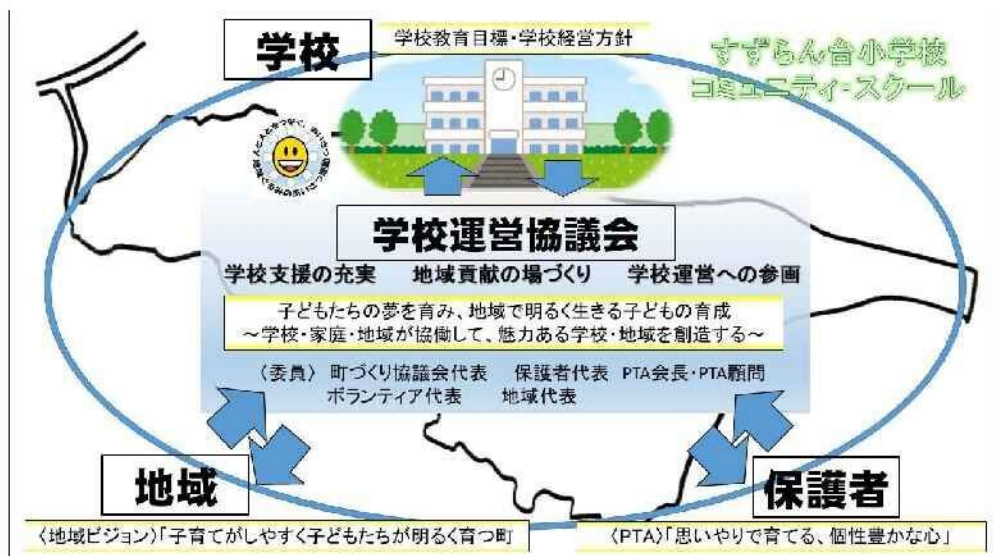 学校
学校教育目標・学校経営方針
すずらん台小学校
コミュニティ・スクール
学校運営協議会
学校支援の充実　地域貢献の場づくり　学校運営への参画
子どもたちの夢を育み、地域で明るく生きる子どもの育成
～学校・家庭・地域が協働して、魅力ある学校・地域を創造する～
〈委員〉 町づくり協議会代表　保護者代表 PTA会長・PTA顧問
ボランティア代表　地域代表
地域
保護者
〈地域ビジョン〉「子育てがしやすく子どもたちが明るく育つ町
〈PTA〉「思いやりで育てる、個性豊かな心」